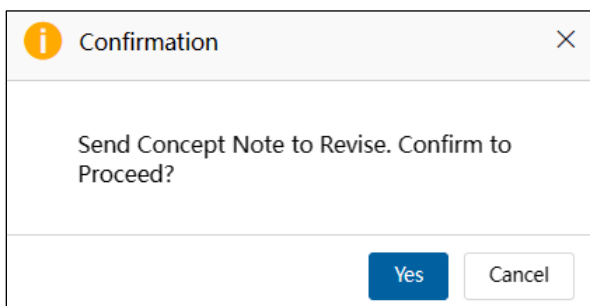 Confirmation
Send Concept Note to Revise. Confirm to
Proceed?
Yes
Cancel